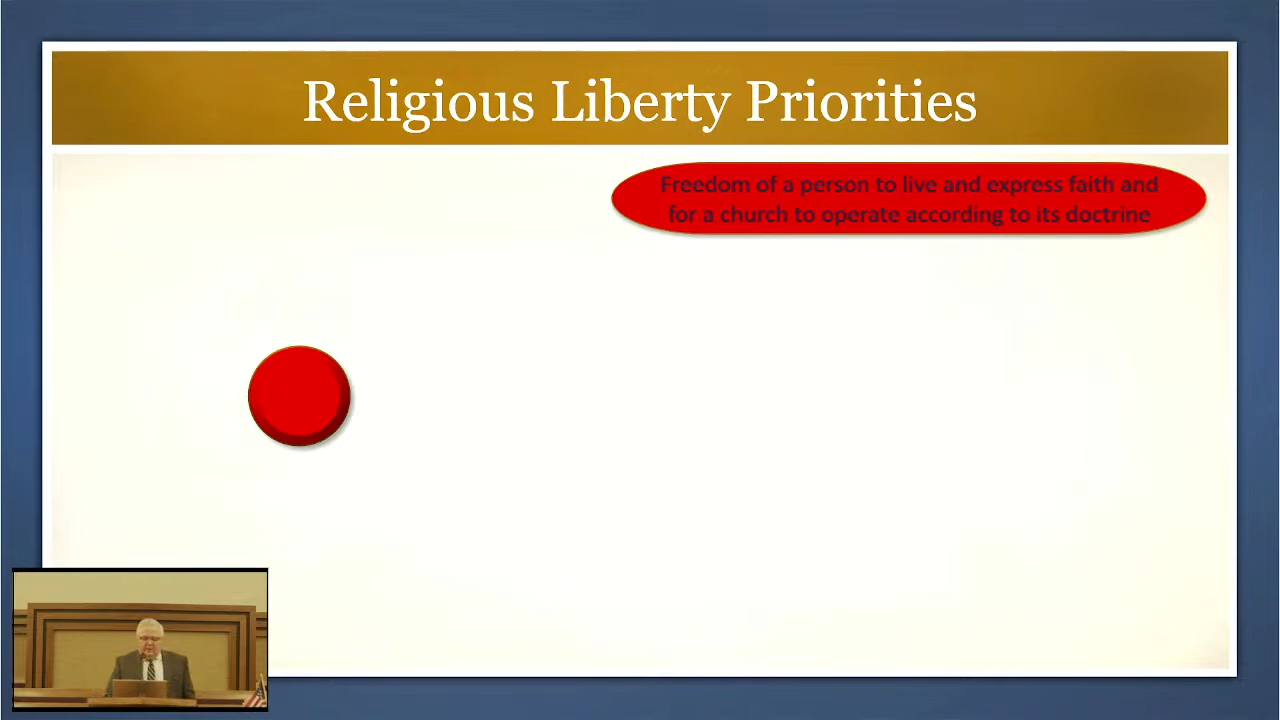 Religious Liberty Priorities
Freedom of a person to live and express faith and
for a church to operate according to its doctrine